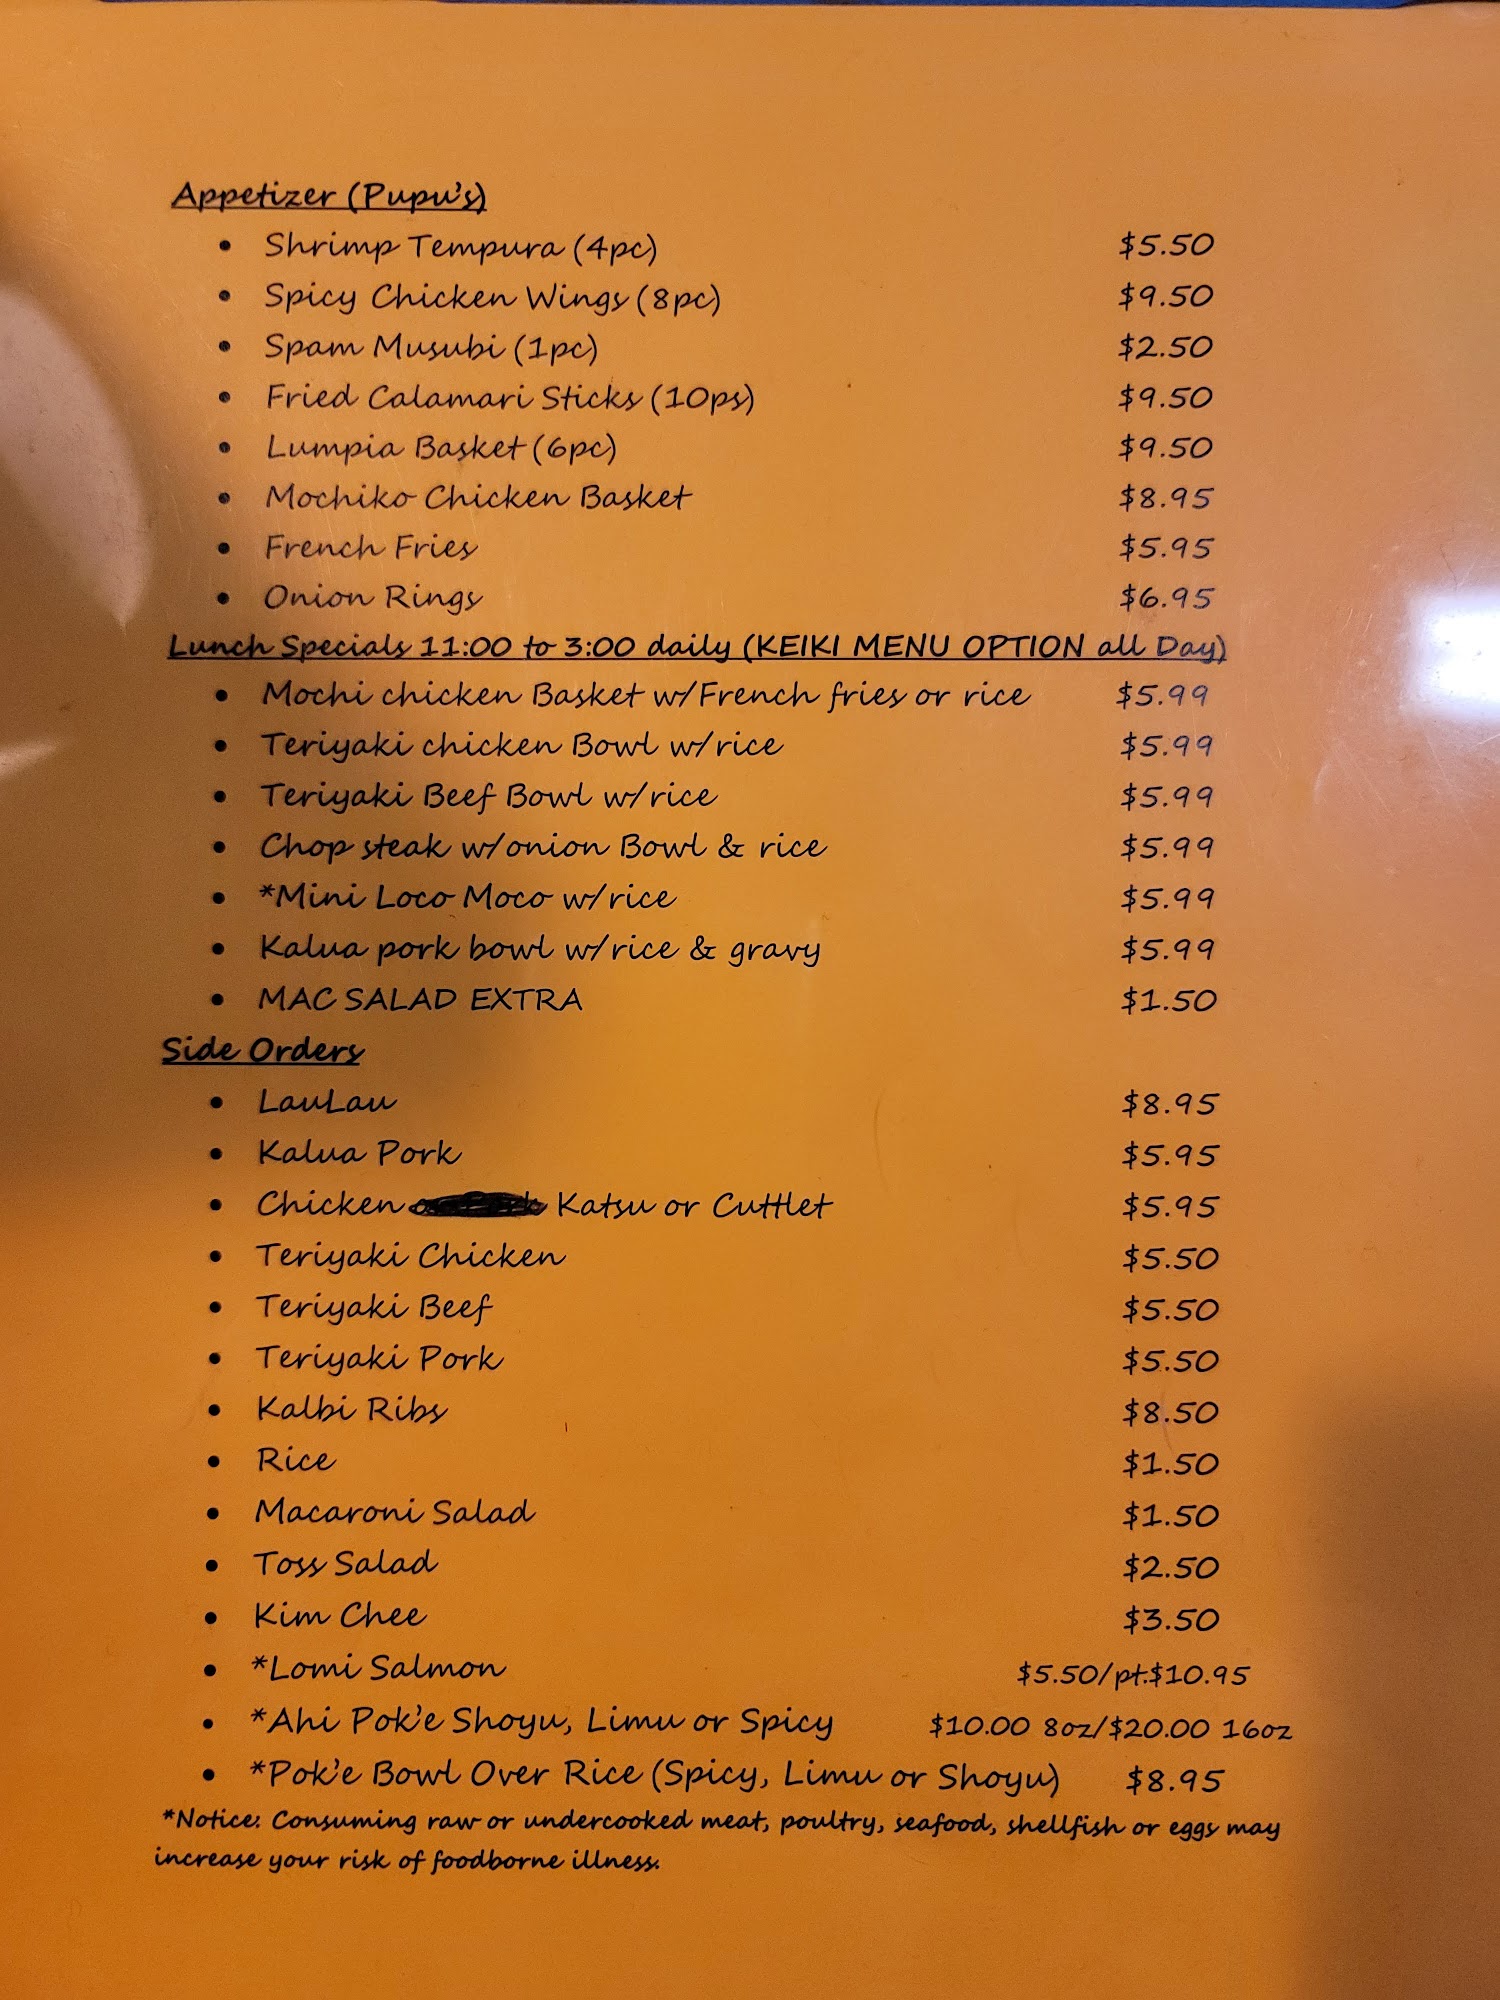 Appetizer (Pupu's)
• Shrimp Tempura (4pc) $5.50
• Spicy Chicken Wings (8pc) $9.50
• Spam Musubi (1pc) $2.50
• Fried Calamari Sticks (10ps) $9.50
• Lumpia Basket (6pc) $9.50
• Mochiko Chicken Basket $8.95
• French Fries $5.95
• Onion Rings $6.95
Lunch Specials 11:00 to 3:00 daily (KEIKI MENU OPTION all Day)
• Mochi chicken Basket w/French fries or rice $5.99
• Teriyaki chicken Bowl w/rice $5.99
• Teriyaki Beef Bowl w/rice $5.99
• Chop steak w/onion Bowl & rice $5.99
• *Mini Loco Moco w/rice $5.99
• Kalua pork bowl w/rice & gravy $5.99
• MAC SALAD EXTRA $1.50
Side Orders
• LauLau $8.95
• Kalua Pork $5.95
• Chicken Katsu or Cuttlet $5.95
• Teriyaki Chicken $5.50
• Teriyaki Beef $5.50
• Teriyaki Pork $5.50
• Kalbi Ribs $8.50
• Rice $1.50
• Macaroni Salad $1.50
• Toss Salad $2.50
• Kim Chee $3.50
• *Lomi Salmon $5.50/pt.$10.95
• *Ahi Pok'e Shoyu, Limu or Spicy $10.00 8oz/$20.00 16oz
• *Pok'e Bowl Over Rice (Spicy, Limu or Shoyu) $8.95
*Notice: Consuming raw or undercooked meat, poultry, seafood, shellfish or eggs may
increase your risk of foodborne illness.